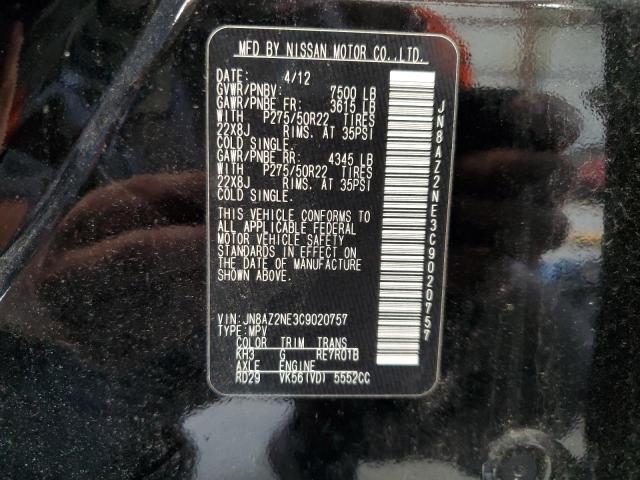 MFD BY NISSAN MOTOR CO.,LTD.
DATE: 4/12
GVWR/PNBV: 7500 LB
GAWR/PNBE FR: 3615 LB
WITH P275/50R22 TIRES
22X8J RIMS. AT 35PSI
COLD SINGLE.
GAWR/PNBE RR: 4345 LB
WITH P275/50R22 TIRES
22X8J RIMS. AT 35PSI
COLD SINGLE.
THIS VEHICLE CONFORMS TO
ALL APPLICABLE FEDERAL
MOTOR VEHICLE SAFETY
STANDARDS IN EFFECT ON
THE DATE OF MANUFACTURE
SHOWN ABOVE.
VIN:JN8AZ2NE3C9020757
TYPE:MPV
COLOR TRIM TRANS
KH3 G RE7R01B
AXLE ENGINE
RD29 VK56(VD) 5552CC
JN8AZ2NE3C9020757